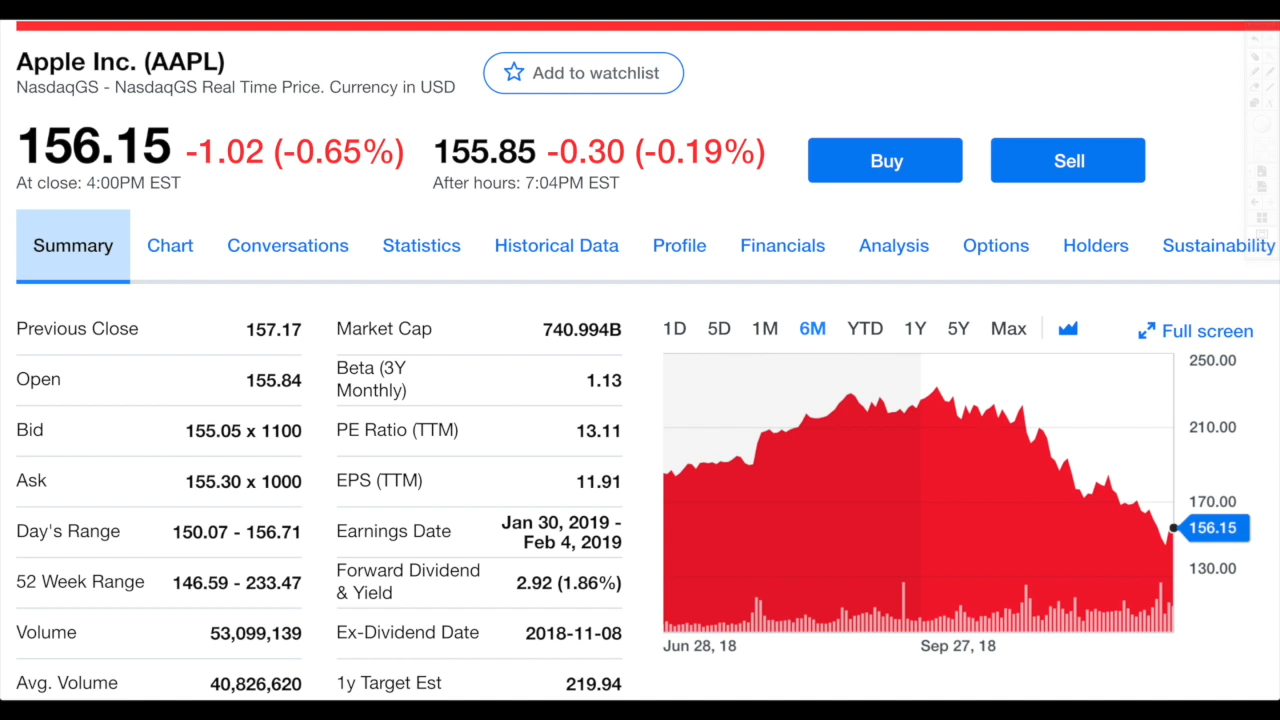 Apple Inc. (AAPL)
NasdaqGS - NasdaqGS Real Time Price. Currency in USD
Add to watchlist
156.15 -1.02 (-0.65%)
At close: 4:00PM EST
155.85 -0.30 (-0.19%)
After hours: 7:04PM EST
Buy
Sell
Summary Chart Conversations Statistics Historical Data Profile Financials Analysis Options Holders Sustainability
Previous Close 157.17
Open 155.84
Bid 155.05 x 1100
Ask 155.30 x 1000
Day's Range 150.07 - 156.71
52 Week Range 146.59 - 233.47
Volume 53,099,139
Avg. Volume 40,826,620
Market Cap 740.994B
Beta (3Y
Monthly) 1.13
PE Ratio (TTM) 13.11
EPS (TTM) 11.91
Earnings Date Jan 30, 2019 -
Feb 4, 2019
Forward Dividend
& Yield 2.92 (1.86%)
Ex-Dividend Date 2018-11-08
1y Target Est 219.94
1D 5D 1M 6M YTD 1Y 5Y Max
Full screen
250.00
210.00
170.00
156.15
130.00
Jun 28, 18 Sep 27, 18